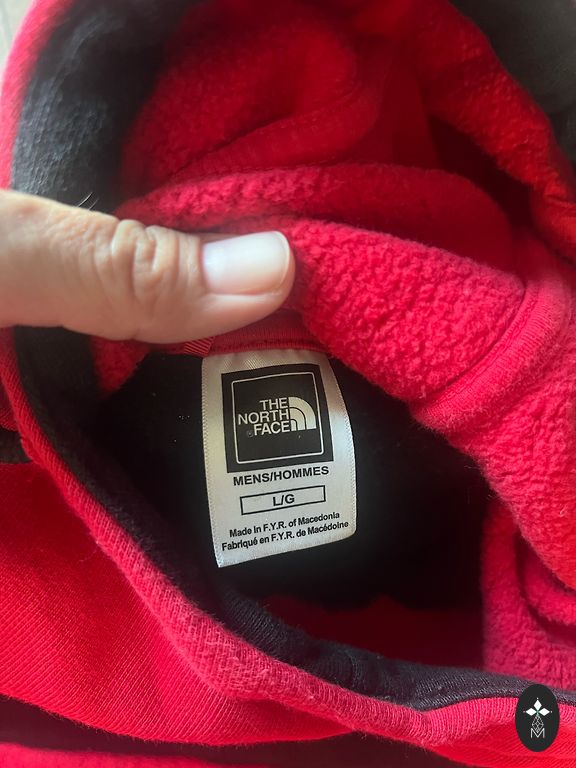 THE
NORTH
FACE
MENS/HOMMES
L/G
Made in F.Y.R. of Macedonia
Fabriqué en F.Y.R. de Macédoine
M